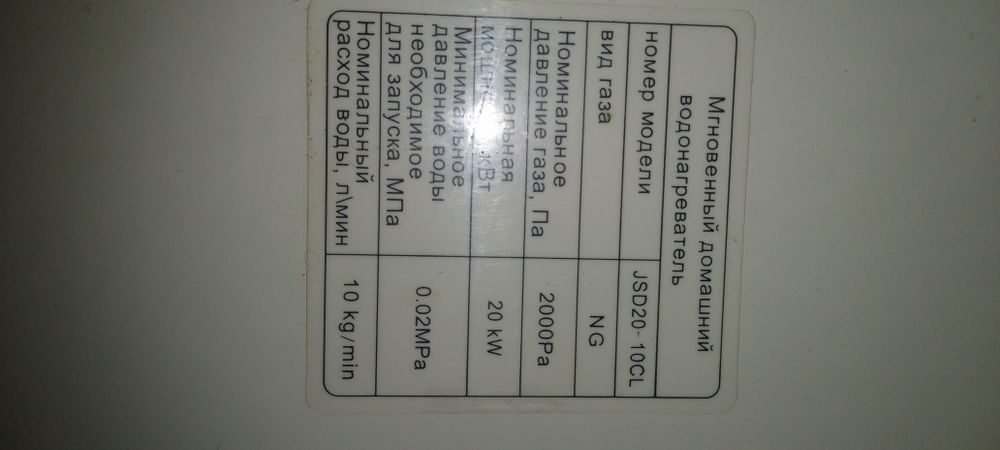 Мгновенный домашний
водонагреватель
номер модели JSD20-10CL
вид газа NG
Номинальное
давление газа, Па 2000Pa
Номинальная
кВт 20 kW
Минимальное
давление воды
необходимое
для запуска, МПа 0.02MPa
Номинальный
расход воды, л\мин 10 kg/min